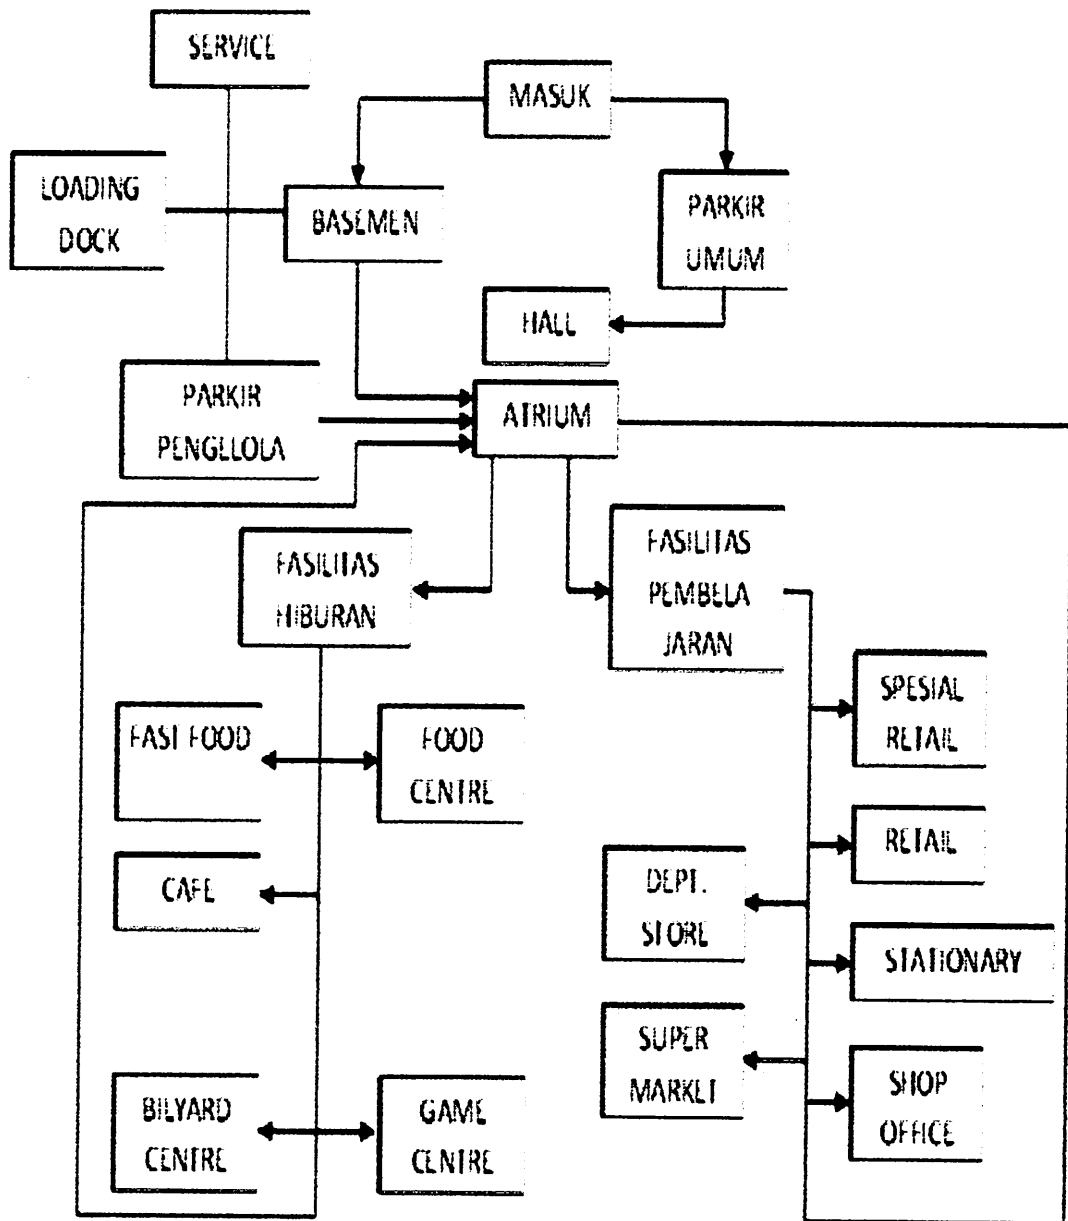 SERVICE
MASUK
LOADING
DOCK
BASEMEN
PARKIR
UMUM
HALL
PARKIR
PENGELOLA
ATRIUM
FASILITAS
HIBURAN
FASILITAS
PEMBELA
JARAN
SPESIAL
RETAIL
FAST FOOD
FOOD
CENTRE
RETAIL
CAFE
DEPT.
STORE
STATIONARY
SUPER
MARKET
SHOP
OFFICE
BILYARD
CENTRE
GAME
CENTRE